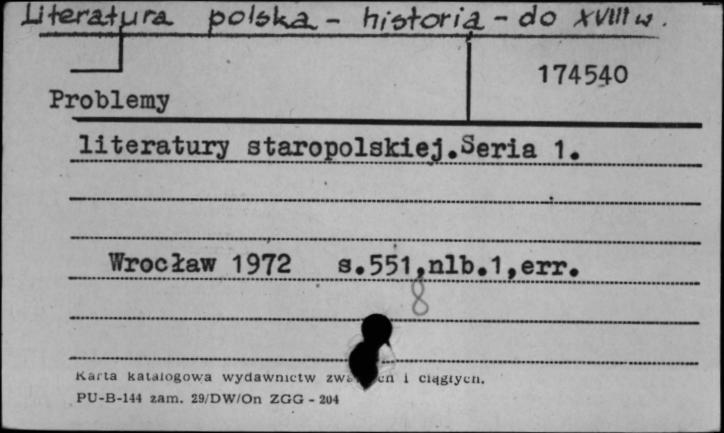 Literatura polska - historia - do XVIII w.
174540
Problemy
literatury staropolskiej.Seria 1.
Wrocław 1972 s.551,nlb.1,err.
8
Karta katalogowa wydawnictw i ciągłych.
PU-B-144 zam. 29/DW/On ZGG - 204